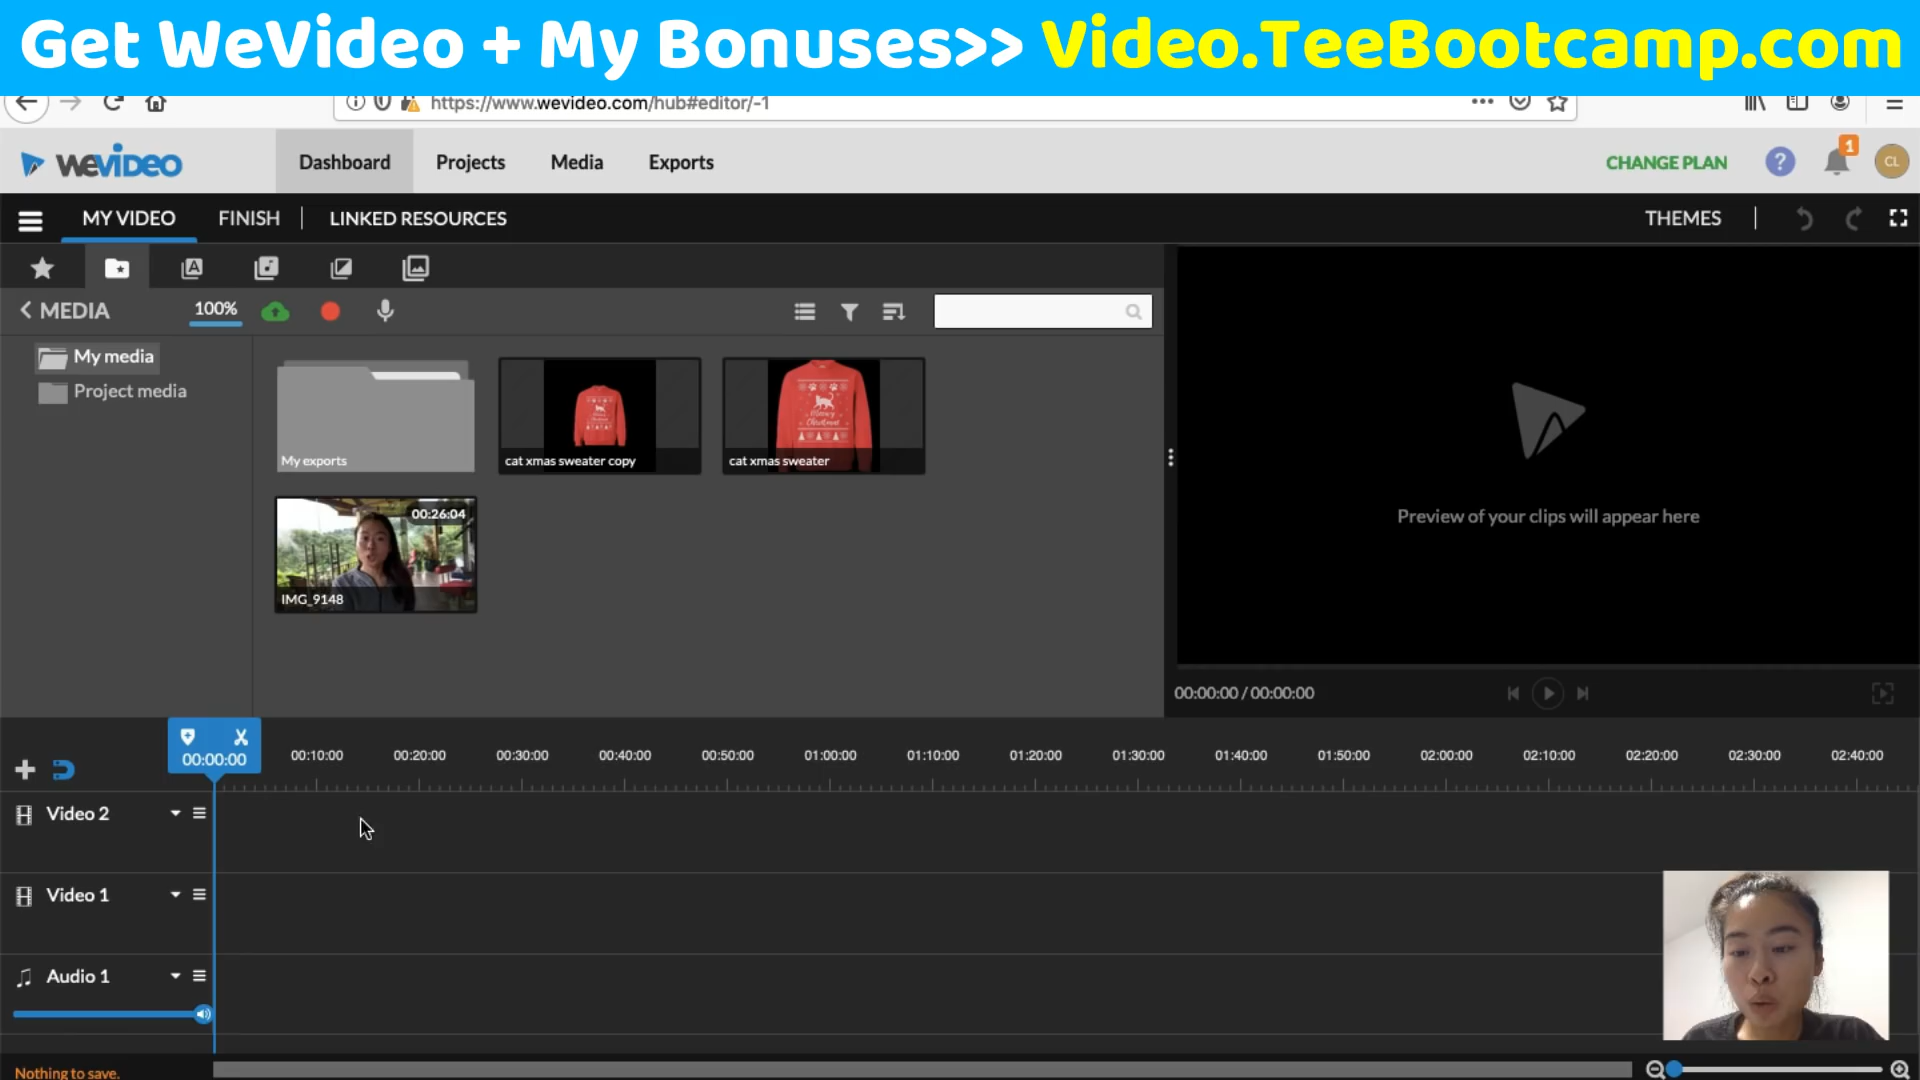 Get WeVideo + My Bonuses>> Video.TeeBootcamp.com
https://www.wevideo.com/hub#editor/-1
WEVIDEO
Dashboard
Projects
Media
Exports
CHANGE PLAN
?
1
CL
MY VIDEO
FINISH
LINKED RESOURCES
THEMES
MEDIA
100%
My media
Project media
My exports
cat xmas sweater copy
cat xmas sweater
00:26:04
IMG_9148
Preview of your clips will appear here
00:00:00 / 00:00:00
00:00:00
00:10:00
00:20:00
00:30:00
00:40:00
00:50:00
01:00:00
01:10:00
01:20:00
01:30:00
01:40:00
01:50:00
02:00:00
02:10:00
02:20:00
02:30:00
02:40:00
Video 2
Video 1
Audio 1
Nothing to save.